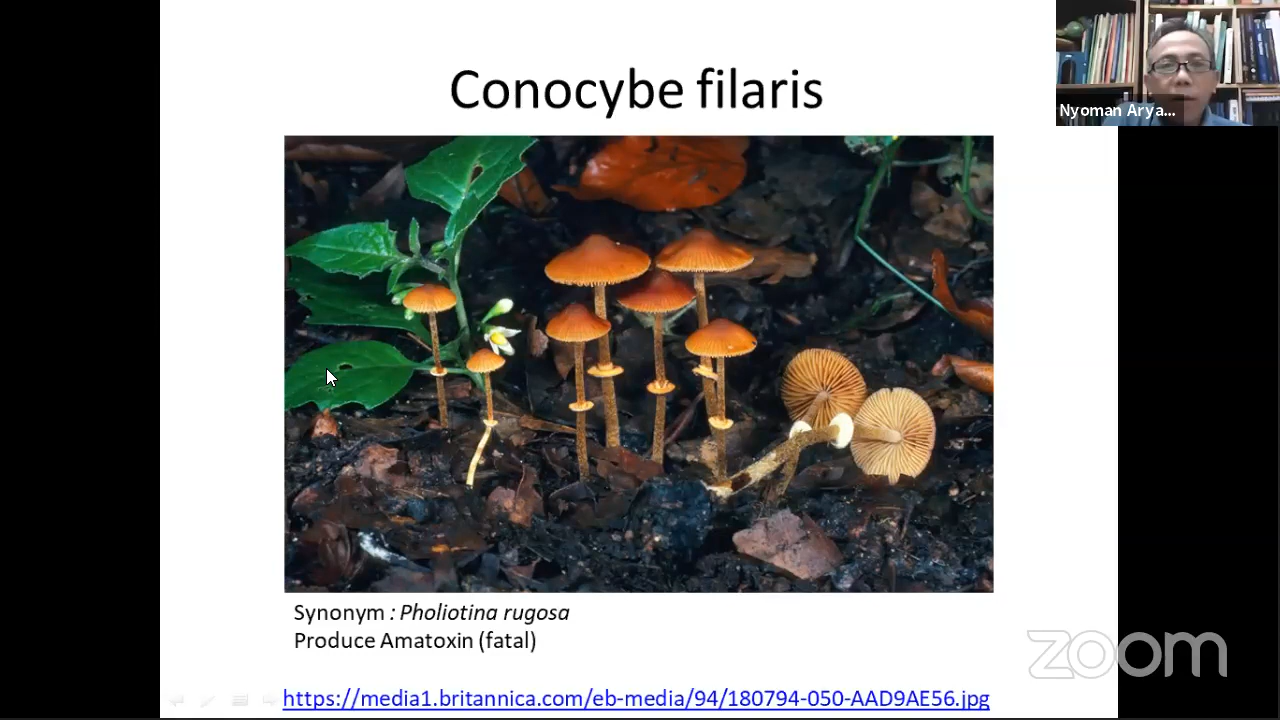 Conocybe filaris
Nyoman Arya...
Synonym : Pholiotina rugosa
Produce Amatoxin (fatal)
zoom
https://media1.britannica.com/eb-media/94/180794-050-AAD9AE56.jpg